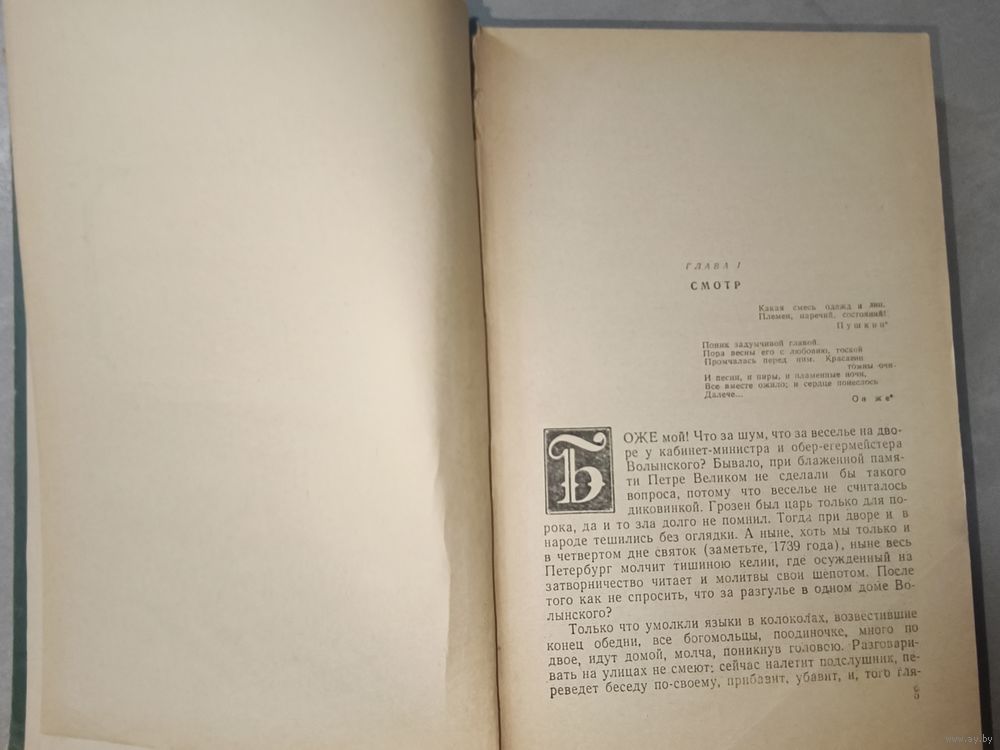 ГЛАВА I
СМОТР
Какая смесь одежд и лиц,
Племен, наречий, состояний!
Пушкин*
Поник задумчивой главой.
Пора весны его с любовию, тоской
Промчалась перед ним. Красавиц
томны очи.
И песни, и пиры, и пламенные ночи,
Все вместе ожило; и сердце понеслось
Далече...
Он же*
БОЖЕ мой! Что за шум, что за веселье на дво-
ре у кабинет-министра и обер-егермейстера
Волынского? Бывало, при блаженной памя-
ти Петре Великом не сделали бы такого
вопроса, потому что веселье не считалось
диковинкой. Грозен был царь только для по-
рока, да и то зла долго не помнил. Тогда при дворе и в
народе тешились без оглядки. А ныне, хоть мы только и
в четвертом дне святок (заметьте, 1739 года), ныне весь
Петербург молчит тишиною келии, где осужденный на
затворничество читает и молитвы свои шепотом. После
того как не спросить, что за разгулье в одном доме Во-
лынского?
Только что умолкли языки в колоколах, возвестившие
конец обедни, все богомольцы, поодиночке, много по
двое, идут домой, молча, поникнув головою. Разговари-
вать на улицах не смеют: сейчас налетит подслушник, пе-
реведет беседу по-своему, прибавит, убавит, и, того гля-
www.ay.by